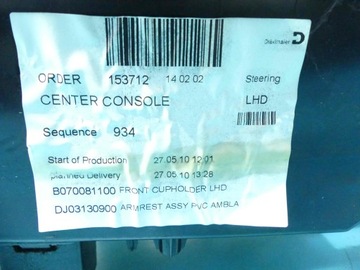 Dräxlmaier D
ORDER 153712 14 02 02 Steering
CENTER CONSOLE LHD
Sequence 934
Start of Production 27.05.10 12:01
planned Delivery 27.05.10 13:28
B070081100 FRONT CUPHOLDER LHD
DJ03130900 ARMREST ASSY PVC AMBLA